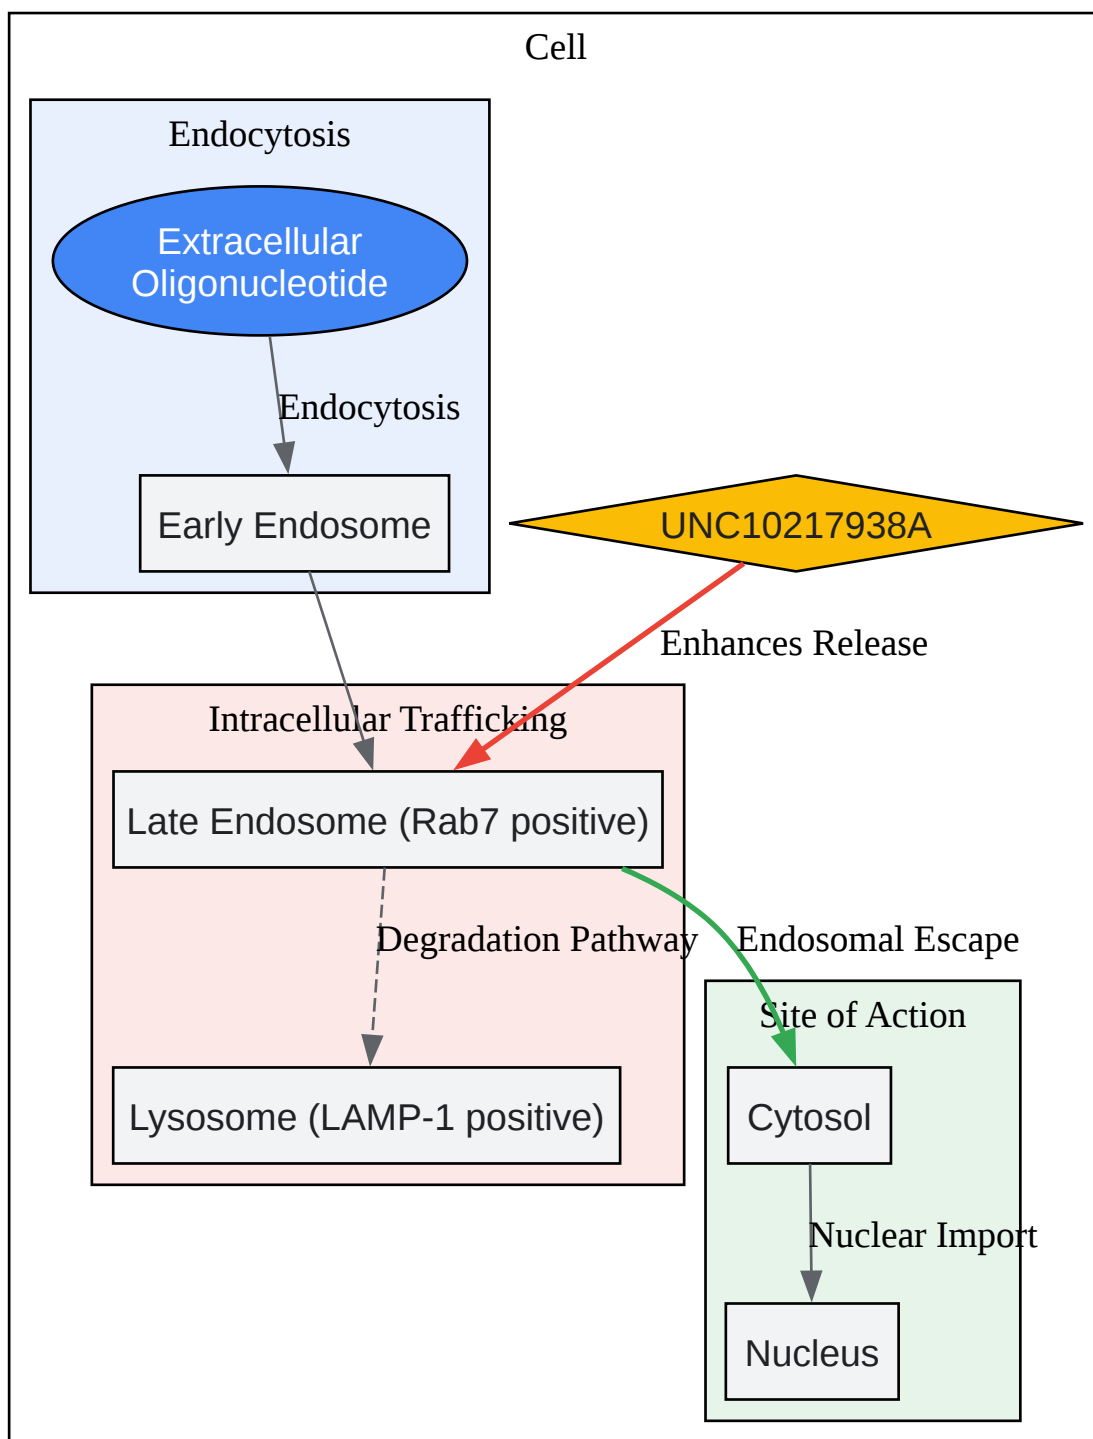 Cell
Endocytosis
Extracellular
Oligonucleotide
Endocytosis
Early Endosome
UNC10217938A
Enhances Release
Intracellular Trafficking
Late Endosome (Rab7 positive)
Degradation Pathway
Endosomal Escape
Site of Action
Lysosome (LAMP-1 positive)
Cytosol
Nuclear Import
Nucleus